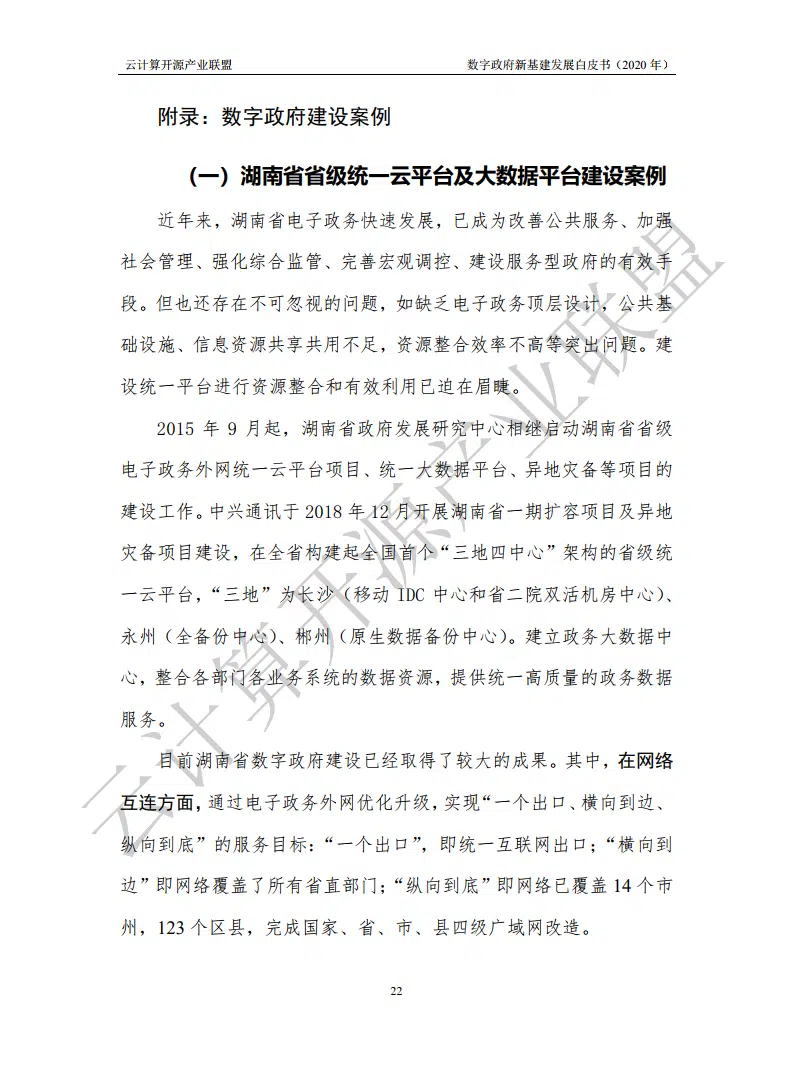 云计算开源产业联盟 数字政府新基建发展白皮书（2020 年）
附录：数字政府建设案例
（一）湖南省省级统一云平台及大数据平台建设案例
近年来，湖南省电子政务快速发展，已成为改善公共服务、加强
社会管理、强化综合监管、完善宏观调控、建设服务型政府的有效手
段。但也还存在不可忽视的问题，如缺乏电子政务顶层设计，公共基
础设施、信息资源共享共用不足，资源整合效率不高等突出问题。建
设统一平台进行资源整合和有效利用已迫在眉睫。
2015 年 9 月起，湖南省政府发展研究中心相继启动湖南省省级
电子政务外网统一云平台项目、统一大数据平台、异地灾备等项目的
建设工作。中兴通讯于 2018 年 12 月开展湖南省一期扩容项目及异地
灾备项目建设，在全省构建起全国首个“三地四中心”架构的省级统
一云平台，“三地”为长沙（移动 IDC 中心和省二院双活机房中心）、
永州（全备份中心）、郴州（原生数据备份中心）。建立政务大数据中
心，整合各部门各业务系统的数据资源，提供统一高质量的政务数据
服务。
目前湖南省数字政府建设已经取得了较大的成果。其中，在网络
互连方面，通过电子政务外网优化升级，实现“一个出口、横向到边、
纵向到底”的服务目标：“一个出口”，即统一互联网出口；“横向到
边”即网络覆盖了所有省直部门；“纵向到底”即网络已覆盖 14 个市
州，123 个区县，完成国家、省、市、县四级广域网改造。
22
云计算开源产业联盟